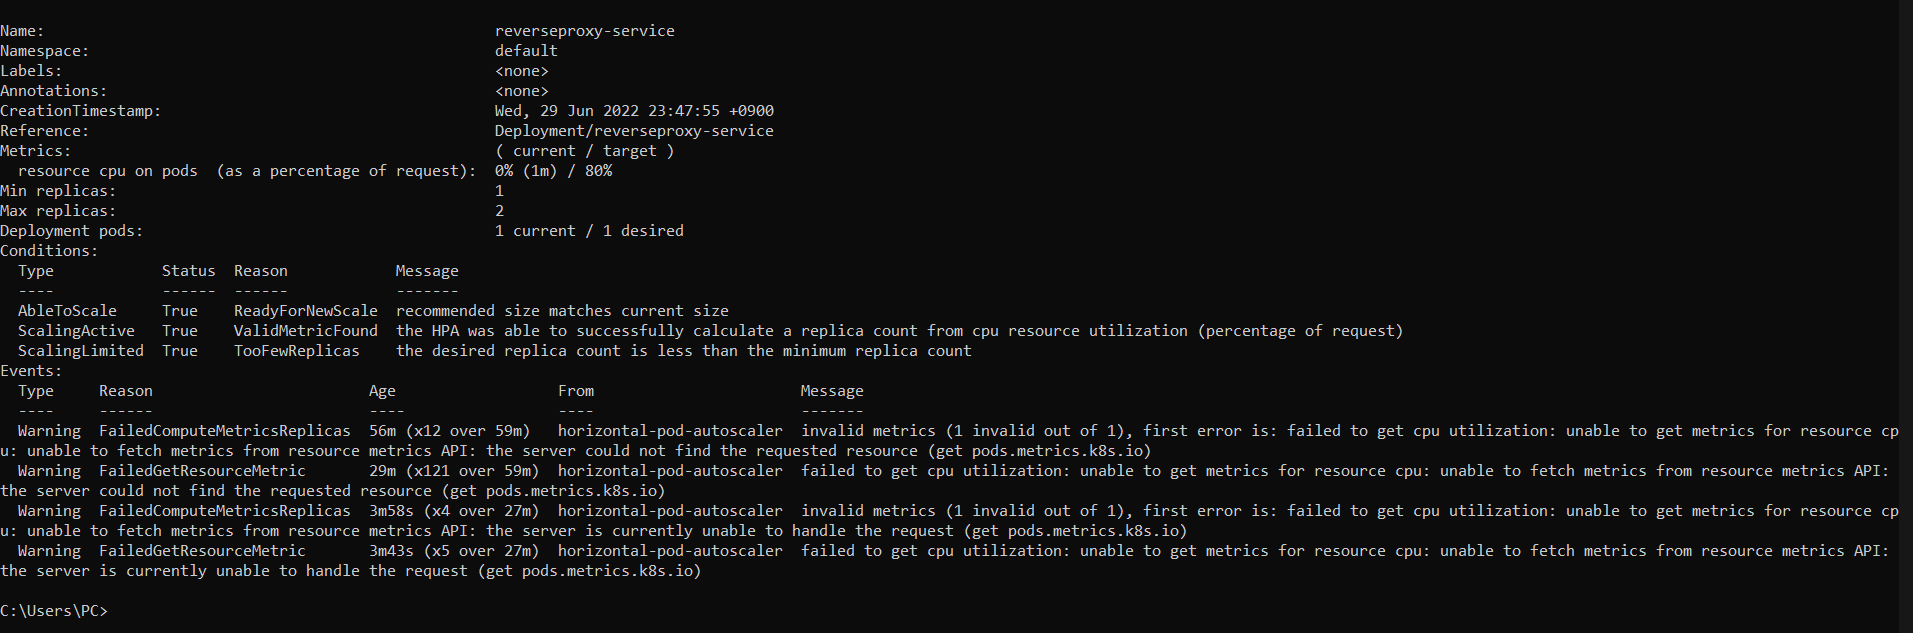 Name:                                                  reverseproxy-service
Namespace:                                             default
Labels:                                                <none>
Annotations:                                           <none>
CreationTimestamp:                                     Wed, 29 Jun 2022 23:47:55 +0900
Reference:                                             Deployment/reverseproxy-service
Metrics:                                               ( current / target )
  resource cpu on pods  (as a percentage of request):  0% (1m) / 80%
Min replicas:                                          1
Max replicas:                                          2
Deployment pods:                                       1 current / 1 desired
Conditions:
  Type            Status  Reason            Message
  ----            ------  ------            -------
  AbleToScale     True    ReadyForNewScale  recommended size matches current size
  ScalingActive   True    ValidMetricFound  the HPA was able to successfully calculate a replica count from cpu resource utilization (percentage of request)
  ScalingLimited  True    TooFewReplicas    the desired replica count is less than the minimum replica count
Events:
  Type     Reason                        Age                  From                       Message
  ----     ------                        ----                 ----                       -------
  Warning  FailedComputeMetricsReplicas  56m (x12 over 59m)   horizontal-pod-autoscaler  invalid metrics (1 invalid out of 1), first error is: failed to get cpu utilization: unable to get metrics for resource cp
u: unable to fetch metrics from resource metrics API: the server could not find the requested resource (get pods.metrics.k8s.io)
  Warning  FailedGetResourceMetric       29m (x121 over 59m)  horizontal-pod-autoscaler  failed to get cpu utilization: unable to get metrics for resource cpu: unable to fetch metrics from resource metrics API:
the server could not find the requested resource (get pods.metrics.k8s.io)
  Warning  FailedComputeMetricsReplicas  3m58s (x4 over 27m)  horizontal-pod-autoscaler  invalid metrics (1 invalid out of 1), first error is: failed to get cpu utilization: unable to get metrics for resource cp
u: unable to fetch metrics from resource metrics API: the server is currently unable to handle the request (get pods.metrics.k8s.io)
  Warning  FailedGetResourceMetric       3m43s (x5 over 27m)  horizontal-pod-autoscaler  failed to get cpu utilization: unable to get metrics for resource cpu: unable to fetch metrics from resource metrics API:
the server is currently unable to handle the request (get pods.metrics.k8s.io)
C:\Users\PC>